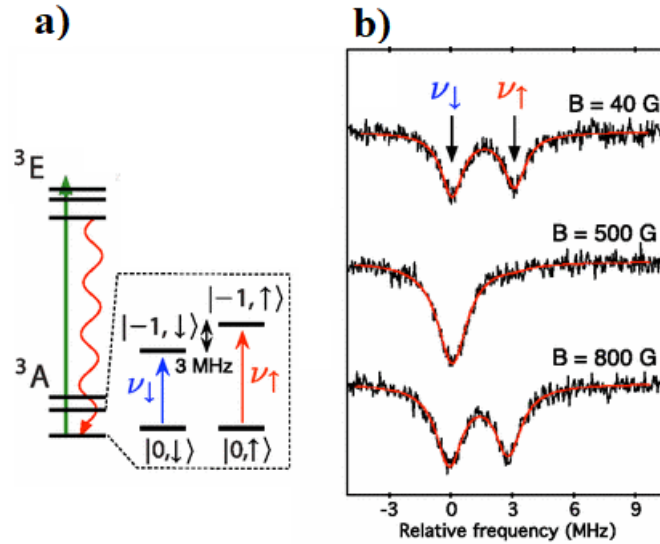 a)
³E
³A
|−1,↑⟩
|−1,↓⟩
3 MHz
ν↓
ν↑
|0,↓⟩
|0,↑⟩
b)
ν↓
ν↑
B = 40 G
B = 500 G
B = 800 G
-3 0 3 6 9
Relative frequency (MHz)